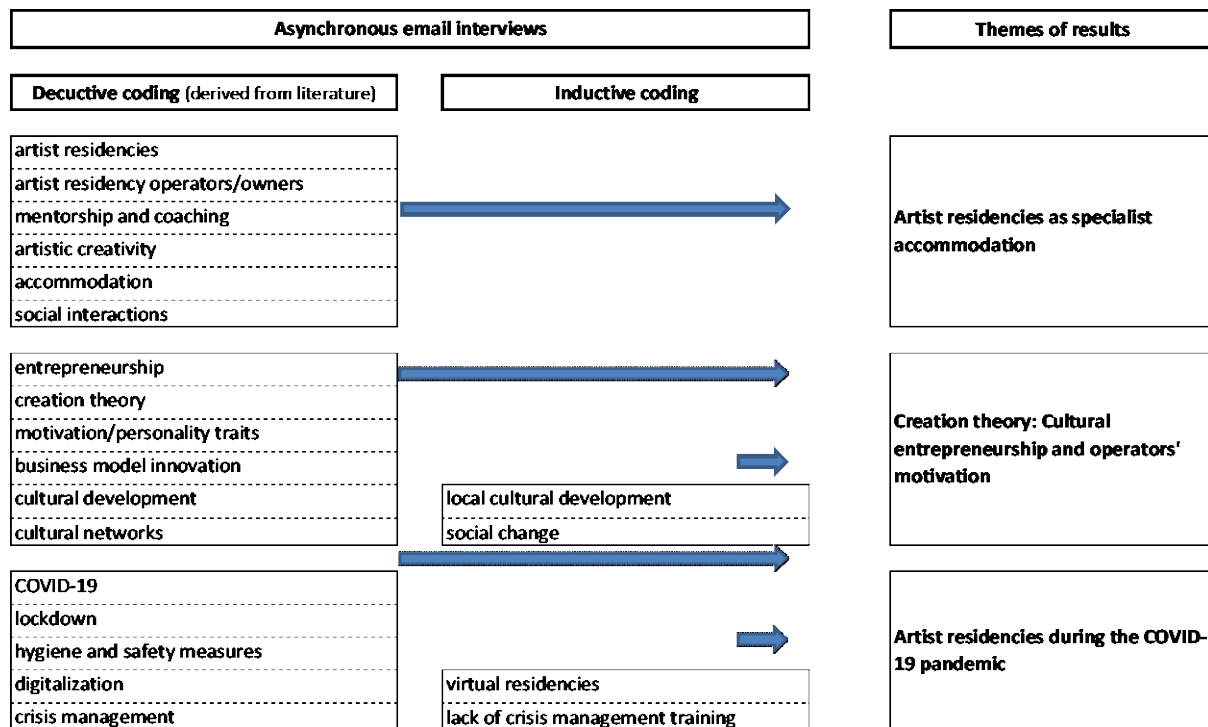 Asynchronous email interviews
Themes of results
Decuctive coding (derived from literature)
Inductive coding
artist residencies
artist residency operators/owners
mentorship and coaching
artistic creativity
accommodation
social interactions
Artist residencies as specialist
accommodation
entrepreneurship
creation theory
motivation/personality traits
business model innovation
cultural development
cultural networks
local cultural development
social change
Creation theory: Cultural
entrepreneurship and operators'
motivation
COVID-19
lockdown
hygiene and safety measures
digitalization
crisis management
virtual residencies
lack of crisis management training
Artist residencies during the COVID-
19 pandemic